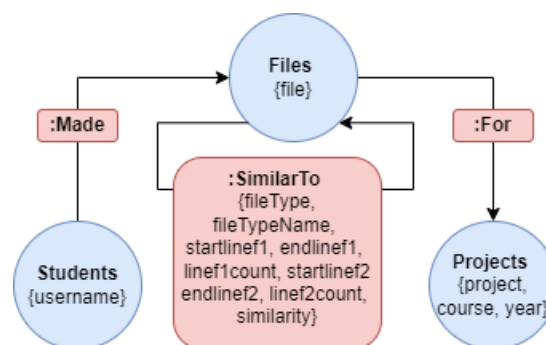 Files
{file}
:Made
:For
:SimilarTo
{fileType,
fileTypeName,
startlinef1, endlinef1,
linef1count, startlinef2
endlinef2, linef2count,
similarity}
Students
{username}
Projects
{project,
course, year}